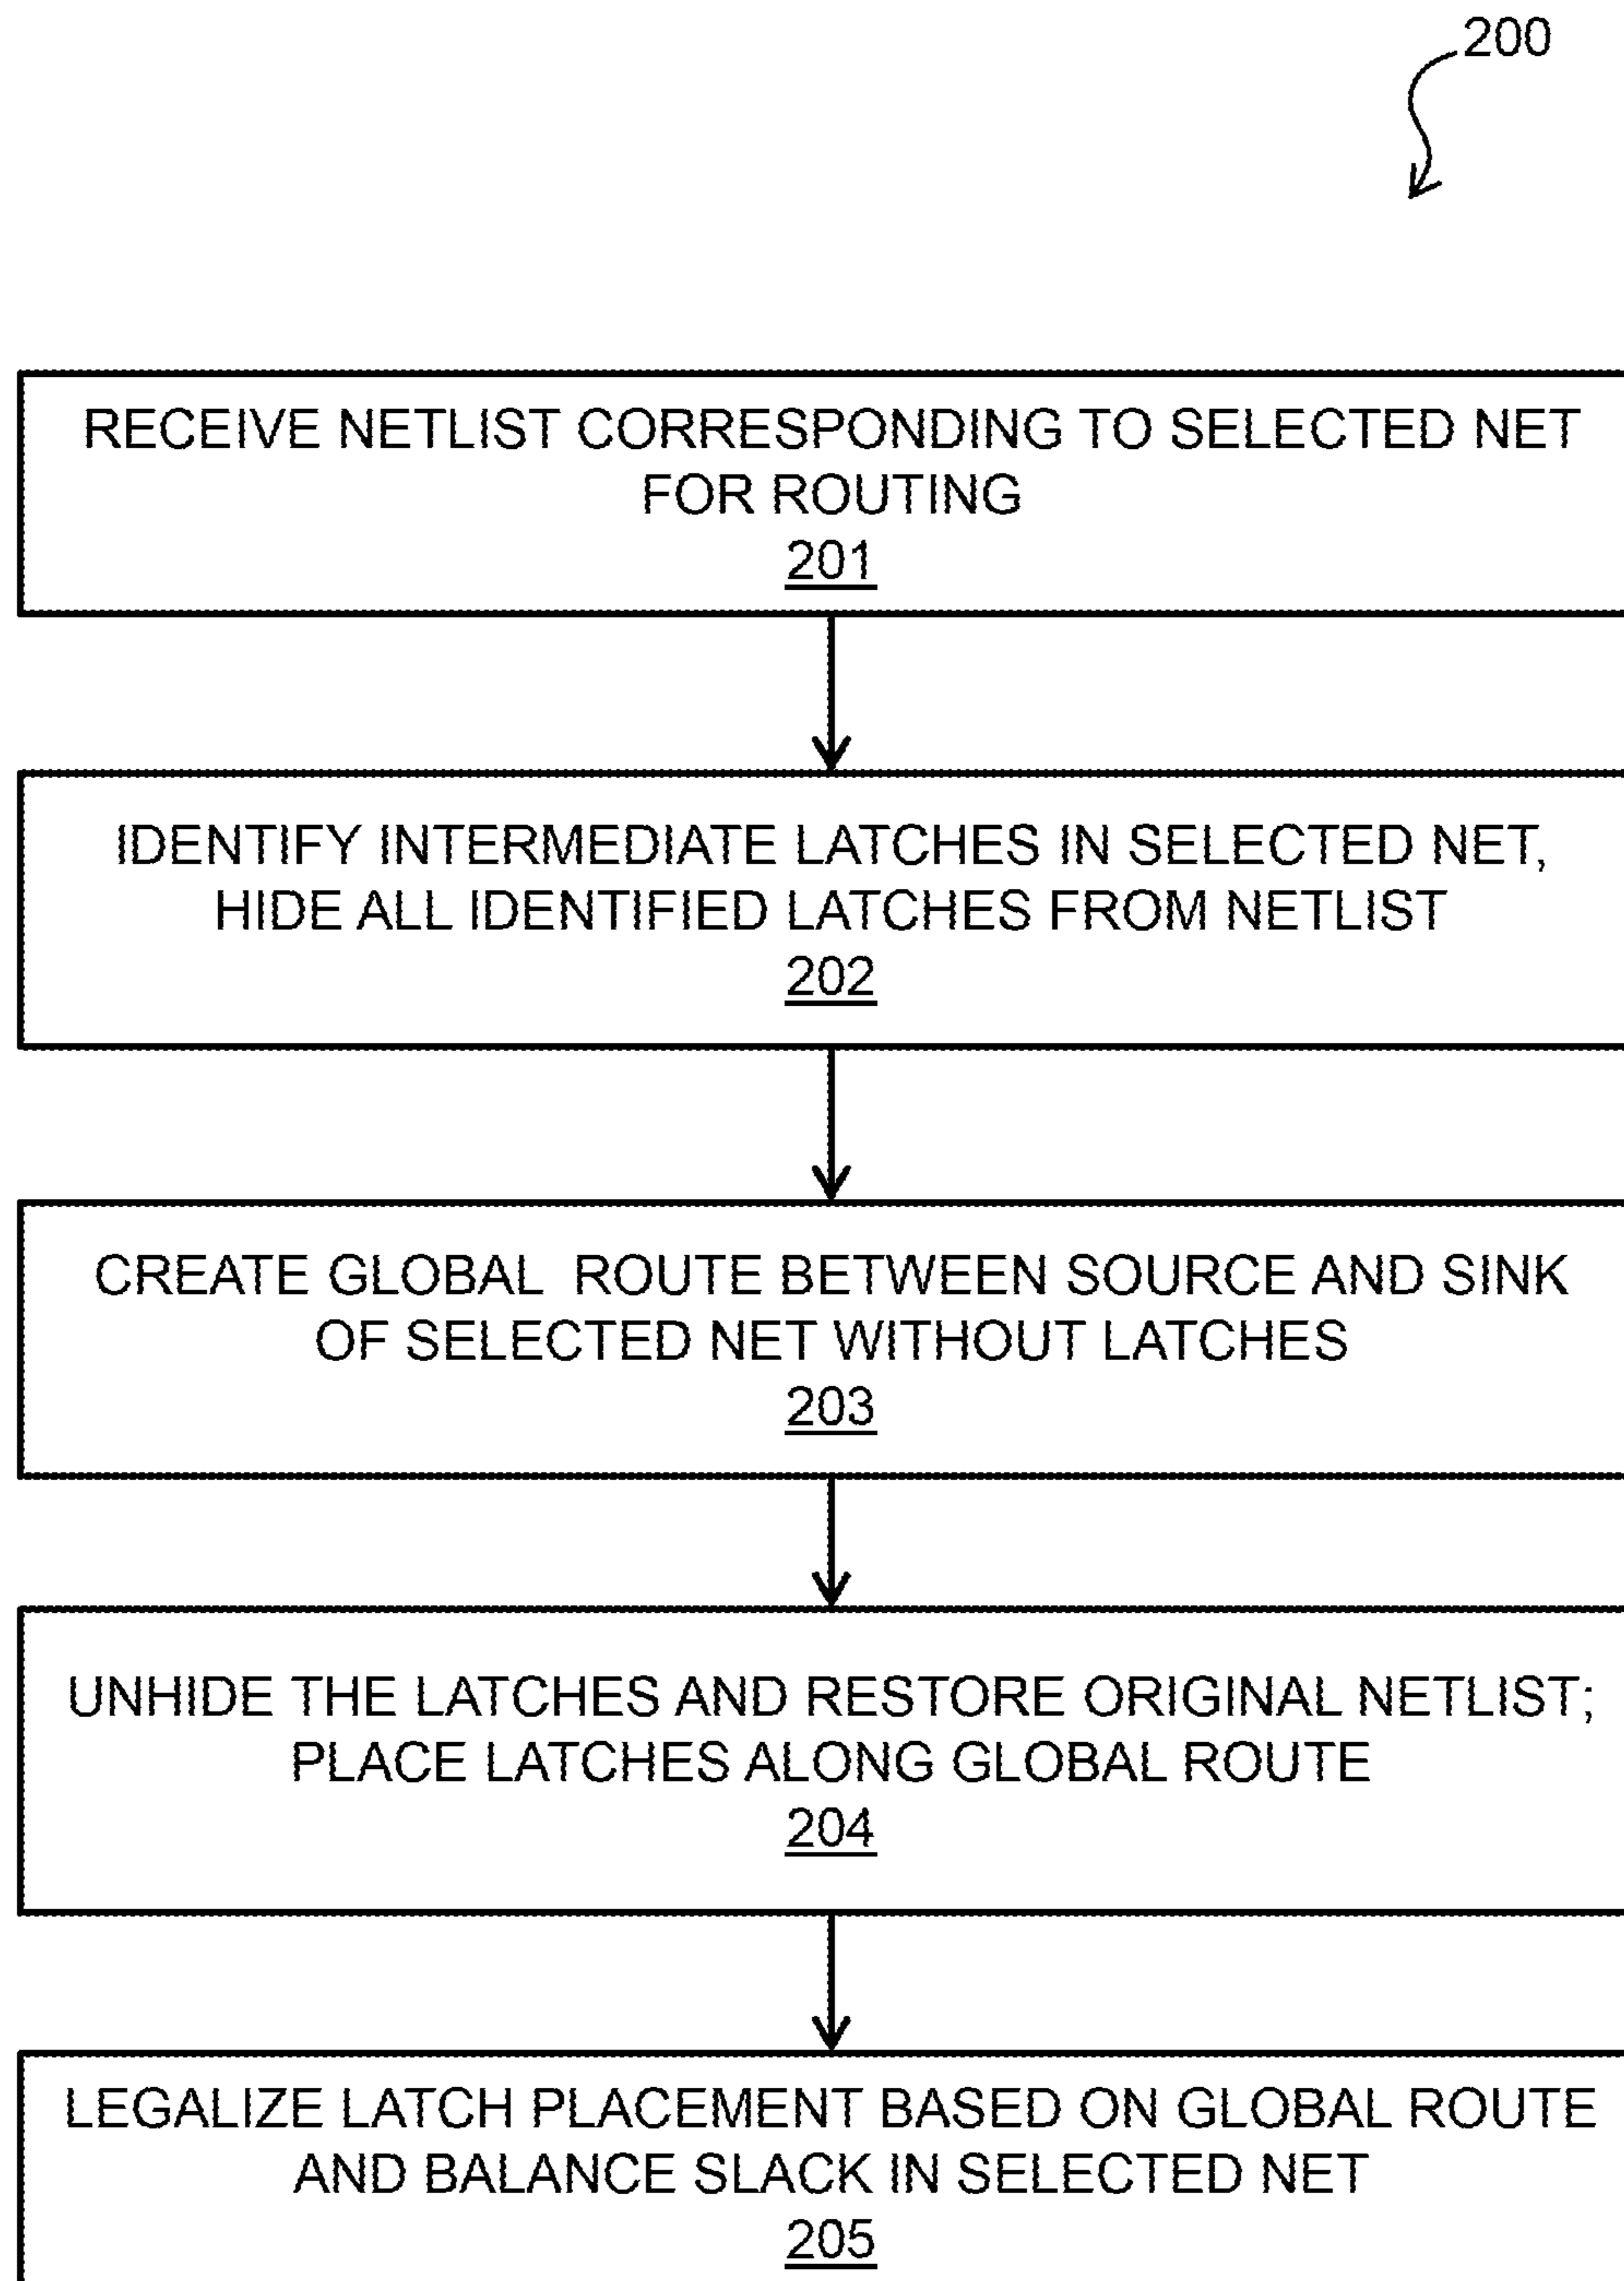 200
RECEIVE NETLIST CORRESPONDING TO SELECTED NET
FOR ROUTING
201
IDENTIFY INTERMEDIATE LATCHES IN SELECTED NET,
HIDE ALL IDENTIFIED LATCHES FROM NETLIST
202
CREATE GLOBAL ROUTE BETWEEN SOURCE AND SINK
OF SELECTED NET WITHOUT LATCHES
203
UNHIDE THE LATCHES AND RESTORE ORIGINAL NETLIST;
PLACE LATCHES ALONG GLOBAL ROUTE
204
LEGALIZE LATCH PLACEMENT BASED ON GLOBAL ROUTE
AND BALANCE SLACK IN SELECTED NET
205